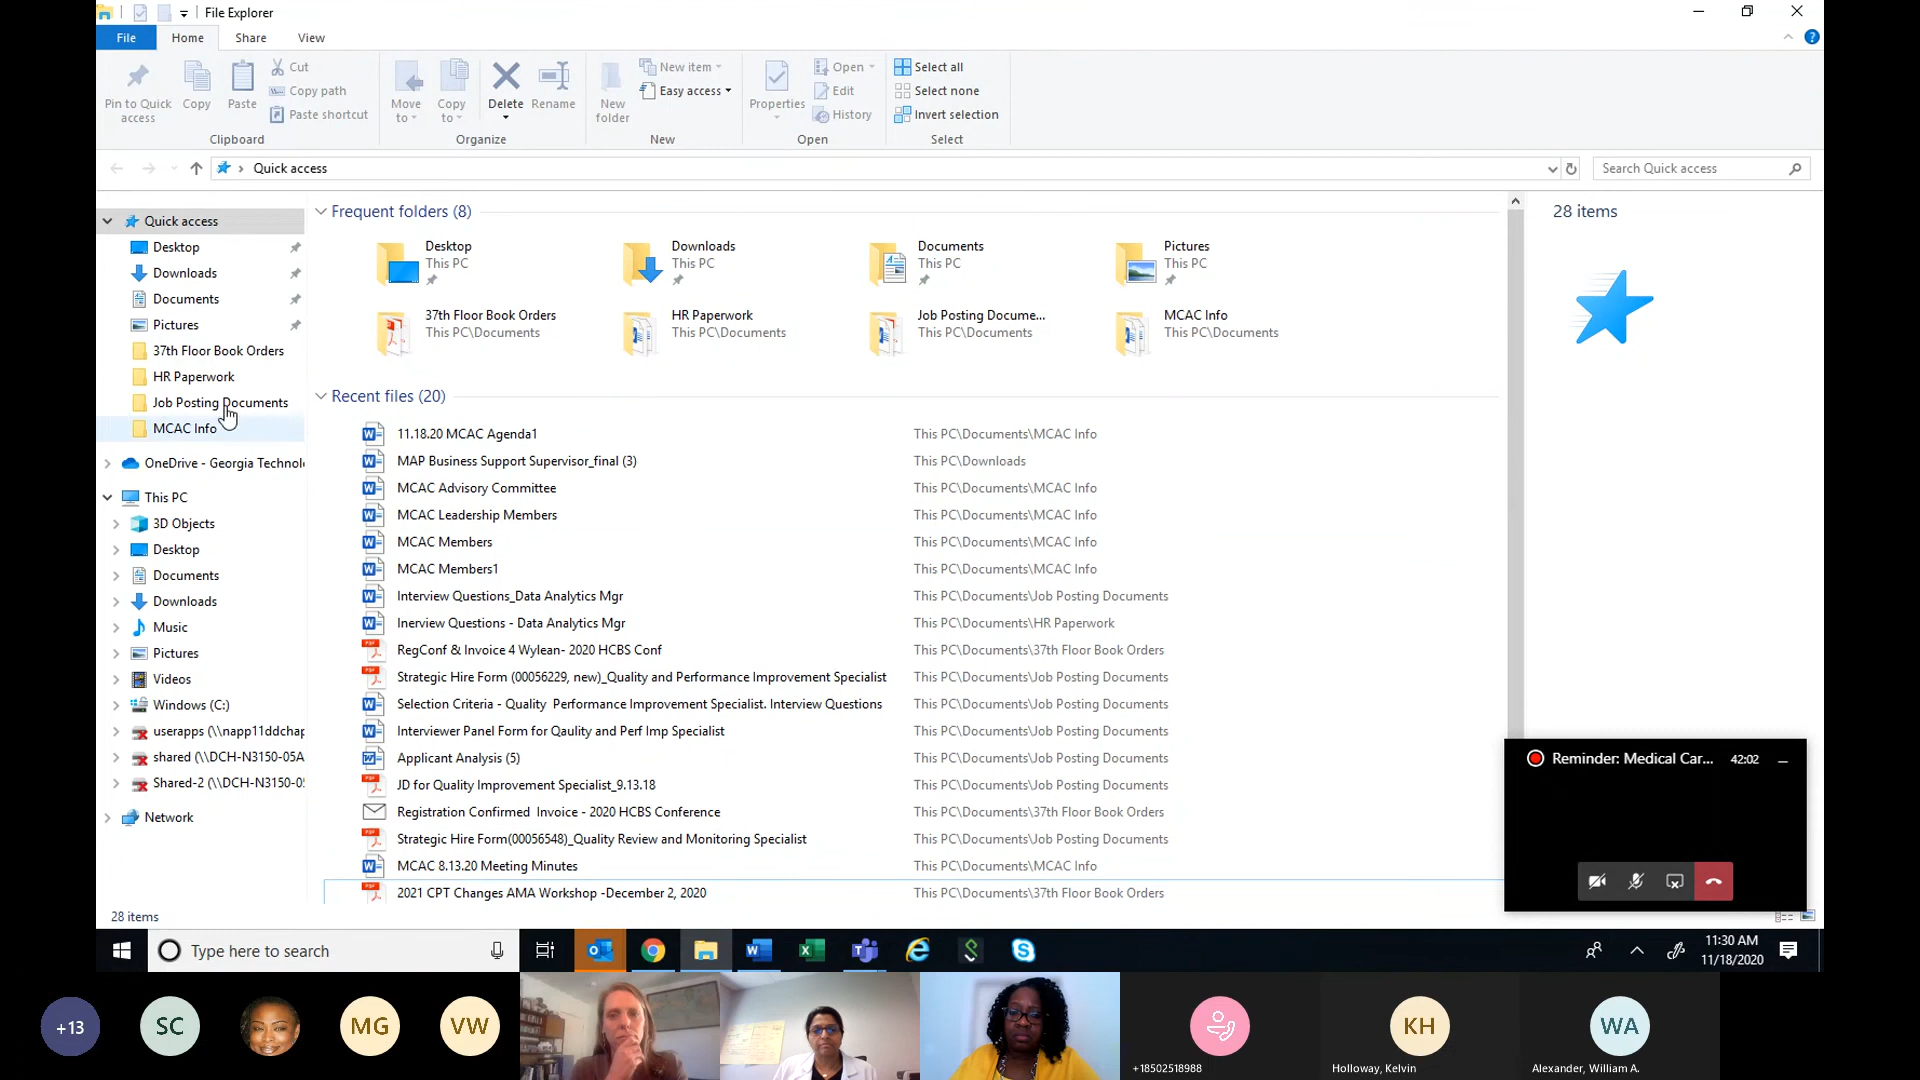 File Explorer
File Home Share View
Pin to Quick access
Copy
Paste
Cut
Copy path
Paste shortcut
Clipboard
Move to
Copy to
Delete
Rename
Organize
New folder
New item
Easy access
New
Properties
Open
Edit
History
Open
Select all
Select none
Invert selection
Select
Quick access
Search Quick access
Quick access
Desktop
Downloads
Documents
Pictures
37th Floor Book Orders
HR Paperwork
Job Posting Documents
MCAC Info
OneDrive - Georgia Technol
This PC
3D Objects
Desktop
Documents
Downloads
Music
Pictures
Videos
Windows (C:)
userapps (\\napp11ddchap
shared (\\DCH-N3150-05A
Shared-2 (\\DCH-N3150-05
Network
28 items
Frequent folders (8)
Desktop
This PC
Downloads
This PC
Documents
This PC
Pictures
This PC
37th Floor Book Orders
This PC\Documents
HR Paperwork
This PC\Documents
Job Posting Docume...
This PC\Documents
MCAC Info
This PC\Documents
Recent files (20)
11.18.20 MCAC Agenda1 This PC\Documents\MCAC Info
MAP Business Support Supervisor_final (3) This PC\Downloads
MCAC Advisory Committee This PC\Documents\MCAC Info
MCAC Leadership Members This PC\Documents\MCAC Info
MCAC Members This PC\Documents\MCAC Info
MCAC Members1 This PC\Documents\MCAC Info
Interview Questions_Data Analytics Mgr This PC\Documents\Job Posting Documents
Inerview Questions - Data Analytics Mgr This PC\Documents\HR Paperwork
RegConf & Invoice 4 Wylean- 2020 HCBS Conf This PC\Documents\37th Floor Book Orders
Strategic Hire Form (00056229, new)_Quality and Performance Improvement Specialist This PC\Documents\Job Posting Documents
Selection Criteria - Quality Performance Improvement Specialist. Interview Questions This PC\Documents\Job Posting Documents
Interviewer Panel Form for Qaulity and Perf Imp Specialist This PC\Documents\Job Posting Documents
Applicant Analysis (5) This PC\Documents\Job Posting Documents
JD for Quality Improvement Specialist_9.13.18 This PC\Documents\Job Posting Documents
Registration Confirmed Invoice - 2020 HCBS Conference This PC\Documents\37th Floor Book Orders
Strategic Hire Form(00056548)_Quality Review and Monitoring Specialist This PC\Documents\Job Posting Documents
MCAC 8.13.20 Meeting Minutes This PC\Documents\MCAC Info
2021 CPT Changes AMA Workshop -December 2, 2020 This PC\Documents\37th Floor Book Orders
28 items
Reminder: Medical Car... 42:02
Type here to search
11:30 AM
11/18/2020
+13
SC
MG
VW
+18502518988
KH
Holloway, Kelvin
WA
Alexander, William A.